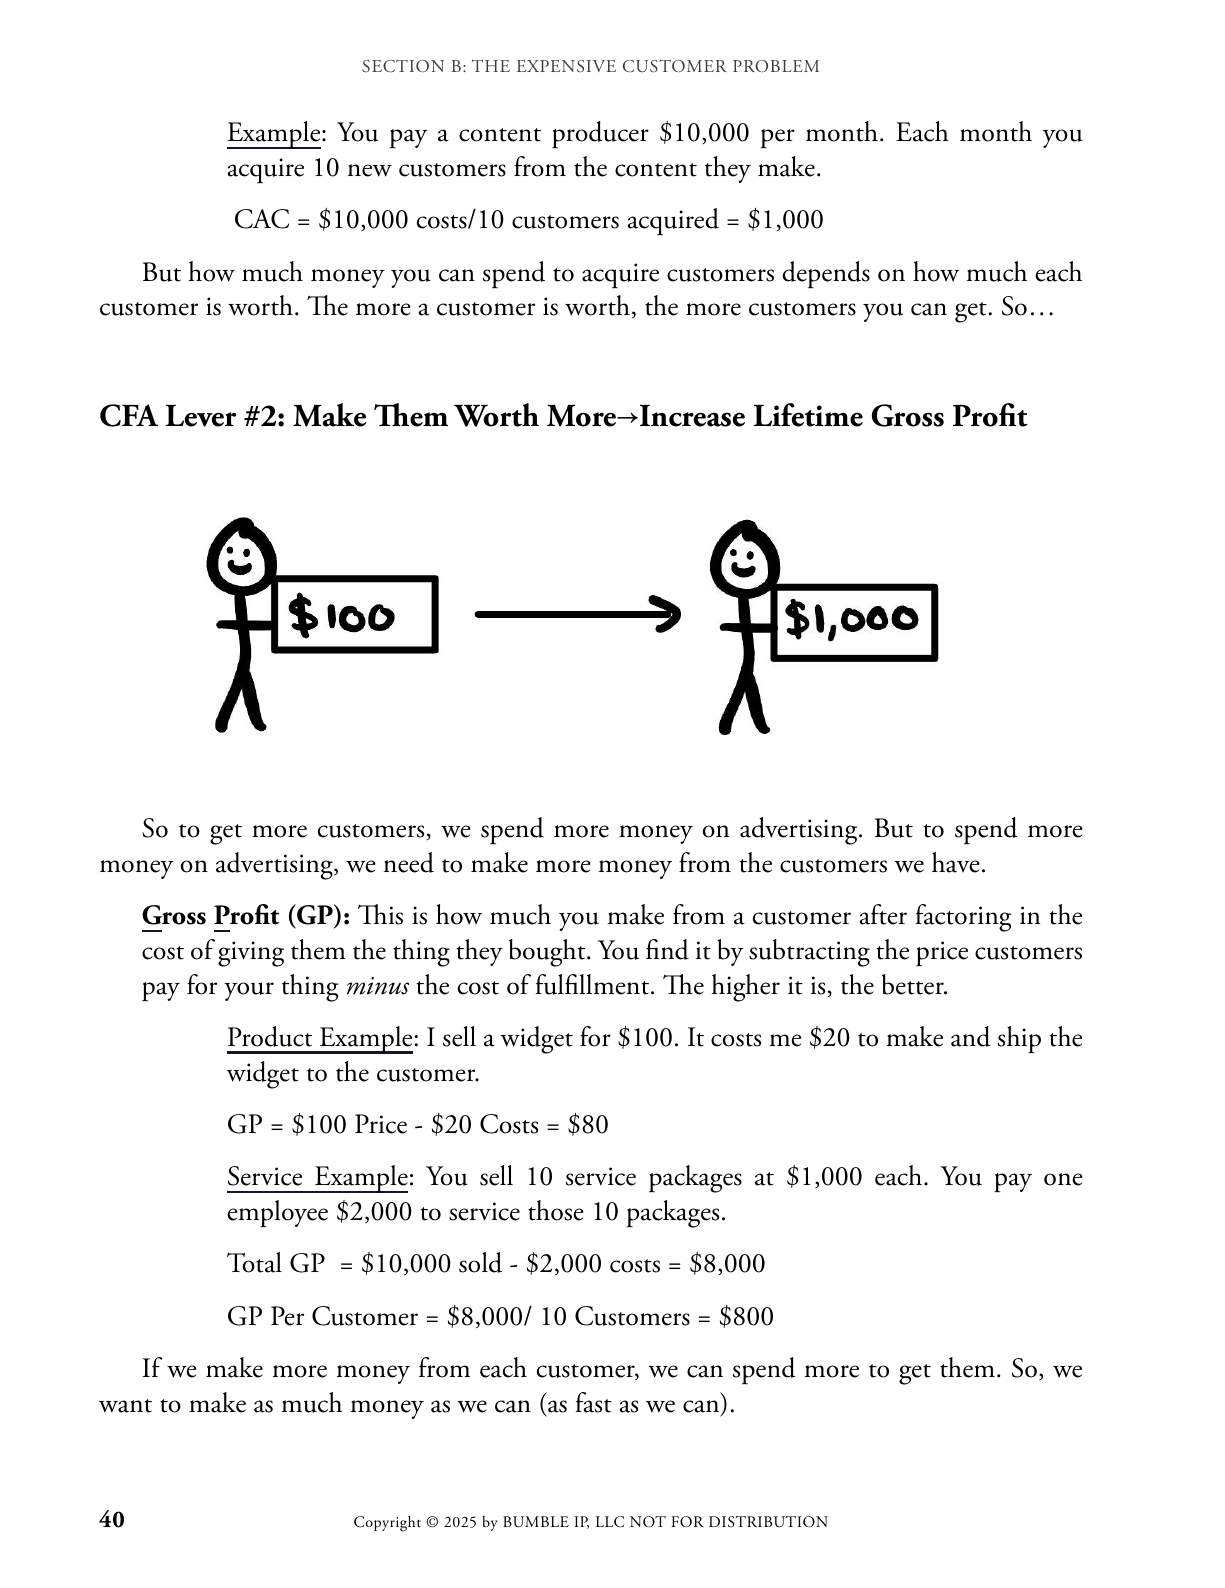 SECTION B: THE EXPENSIVE CUSTOMER PROBLEM
Example: You pay a content producer $10,000 per month. Each month you
acquire 10 new customers from the content they make.
CAC = $10,000 costs/10 customers acquired = $1,000
But how much money you can spend to acquire customers depends on how much each
customer is worth. The more a customer is worth, the more customers you can get. So…
CFA Lever #2: Make Them Worth More→Increase Lifetime Gross Profit
$100
$1,000
So to get more customers, we spend more money on advertising. But to spend more
money on advertising, we need to make more money from the customers we have.
Gross Profit (GP): This is how much you make from a customer after factoring in the
cost of giving them the thing they bought. You find it by subtracting the price customers
pay for your thing minus the cost of fulfillment. The higher it is, the better.
Product Example: I sell a widget for $100. It costs me $20 to make and ship the
widget to the customer.
GP = $100 Price - $20 Costs = $80
Service Example: You sell 10 service packages at $1,000 each. You pay one
employee $2,000 to service those 10 packages.
Total GP = $10,000 sold - $2,000 costs = $8,000
GP Per Customer = $8,000/ 10 Customers = $800
If we make more money from each customer, we can spend more to get them. So, we
want to make as much money as we can (as fast as we can).
40
Copyright © 2025 by BUMBLE IP, LLC NOT FOR DISTRIBUTION